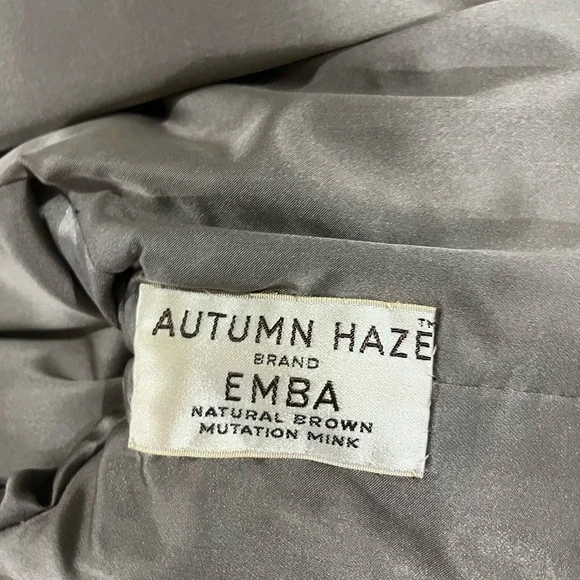 AUTUMN HAZE™
BRAND
EMBA
NATURAL BROWN
MUTATION MINK